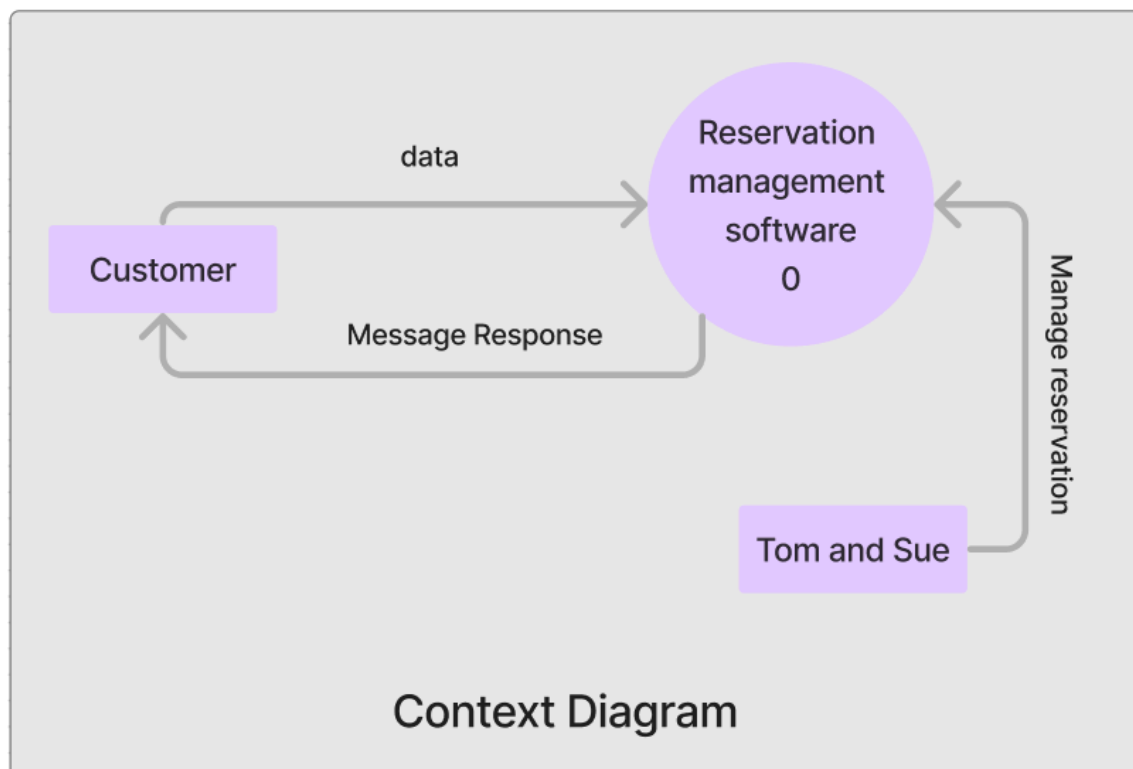 data
Reservation
management
software
0
Customer
Message Response
Manage reservation
Tom and Sue
Context Diagram